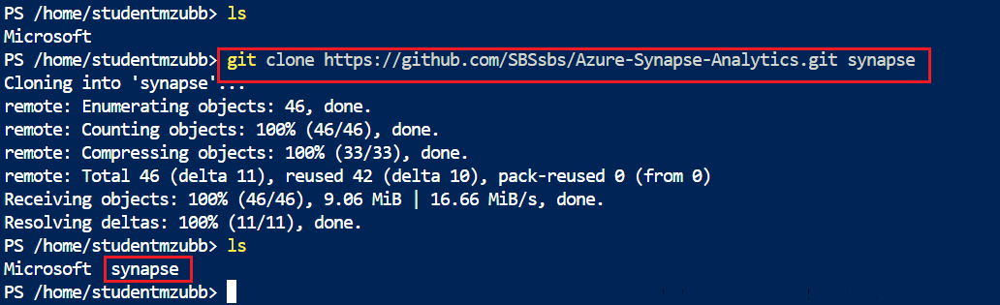 PS /home/studentmzubb> ls
Microsoft
PS /home/studentmzubb> git clone https://github.com/SBSsbs/Azure-Synapse-Analytics.git synapse
Cloning into 'synapse'...
remote: Enumerating objects: 46, done.
remote: Counting objects: 100% (46/46), done.
remote: Compressing objects: 100% (33/33), done.
remote: Total 46 (delta 11), reused 42 (delta 10), pack-reused 0 (from 0)
Receiving objects: 100% (46/46), 9.06 MiB | 16.66 MiB/s, done.
Resolving deltas: 100% (11/11), done.
PS /home/studentmzubb> ls
Microsoft  synapse
PS /home/studentmzubb>